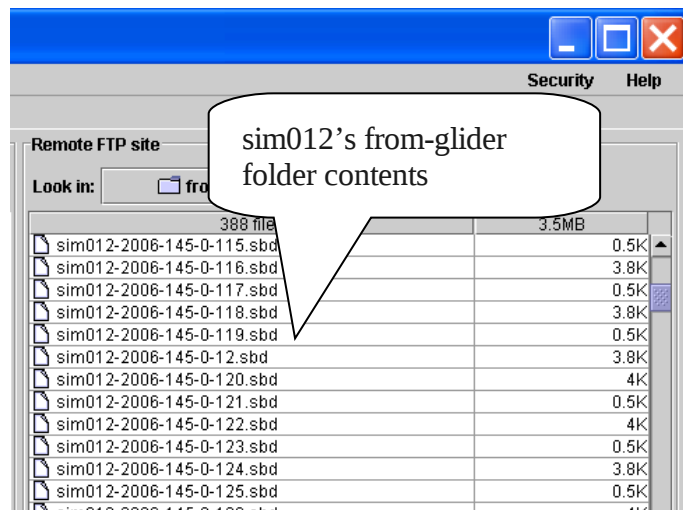 Security Help
Remote FTP site
sim012’s from-glider
folder contents
Look in: fro
388 file 3.5MB
sim012-2006-145-0-115.sbd 0.5K
sim012-2006-145-0-116.sbd 3.8K
sim012-2006-145-0-117.sbd 0.5K
sim012-2006-145-0-118.sbd 3.8K
sim012-2006-145-0-119.sbd 0.5K
sim012-2006-145-0-12.sbd 3.8K
sim012-2006-145-0-120.sbd 4K
sim012-2006-145-0-121.sbd 0.5K
sim012-2006-145-0-122.sbd 4K
sim012-2006-145-0-123.sbd 0.5K
sim012-2006-145-0-124.sbd 3.8K
sim012-2006-145-0-125.sbd 0.5K